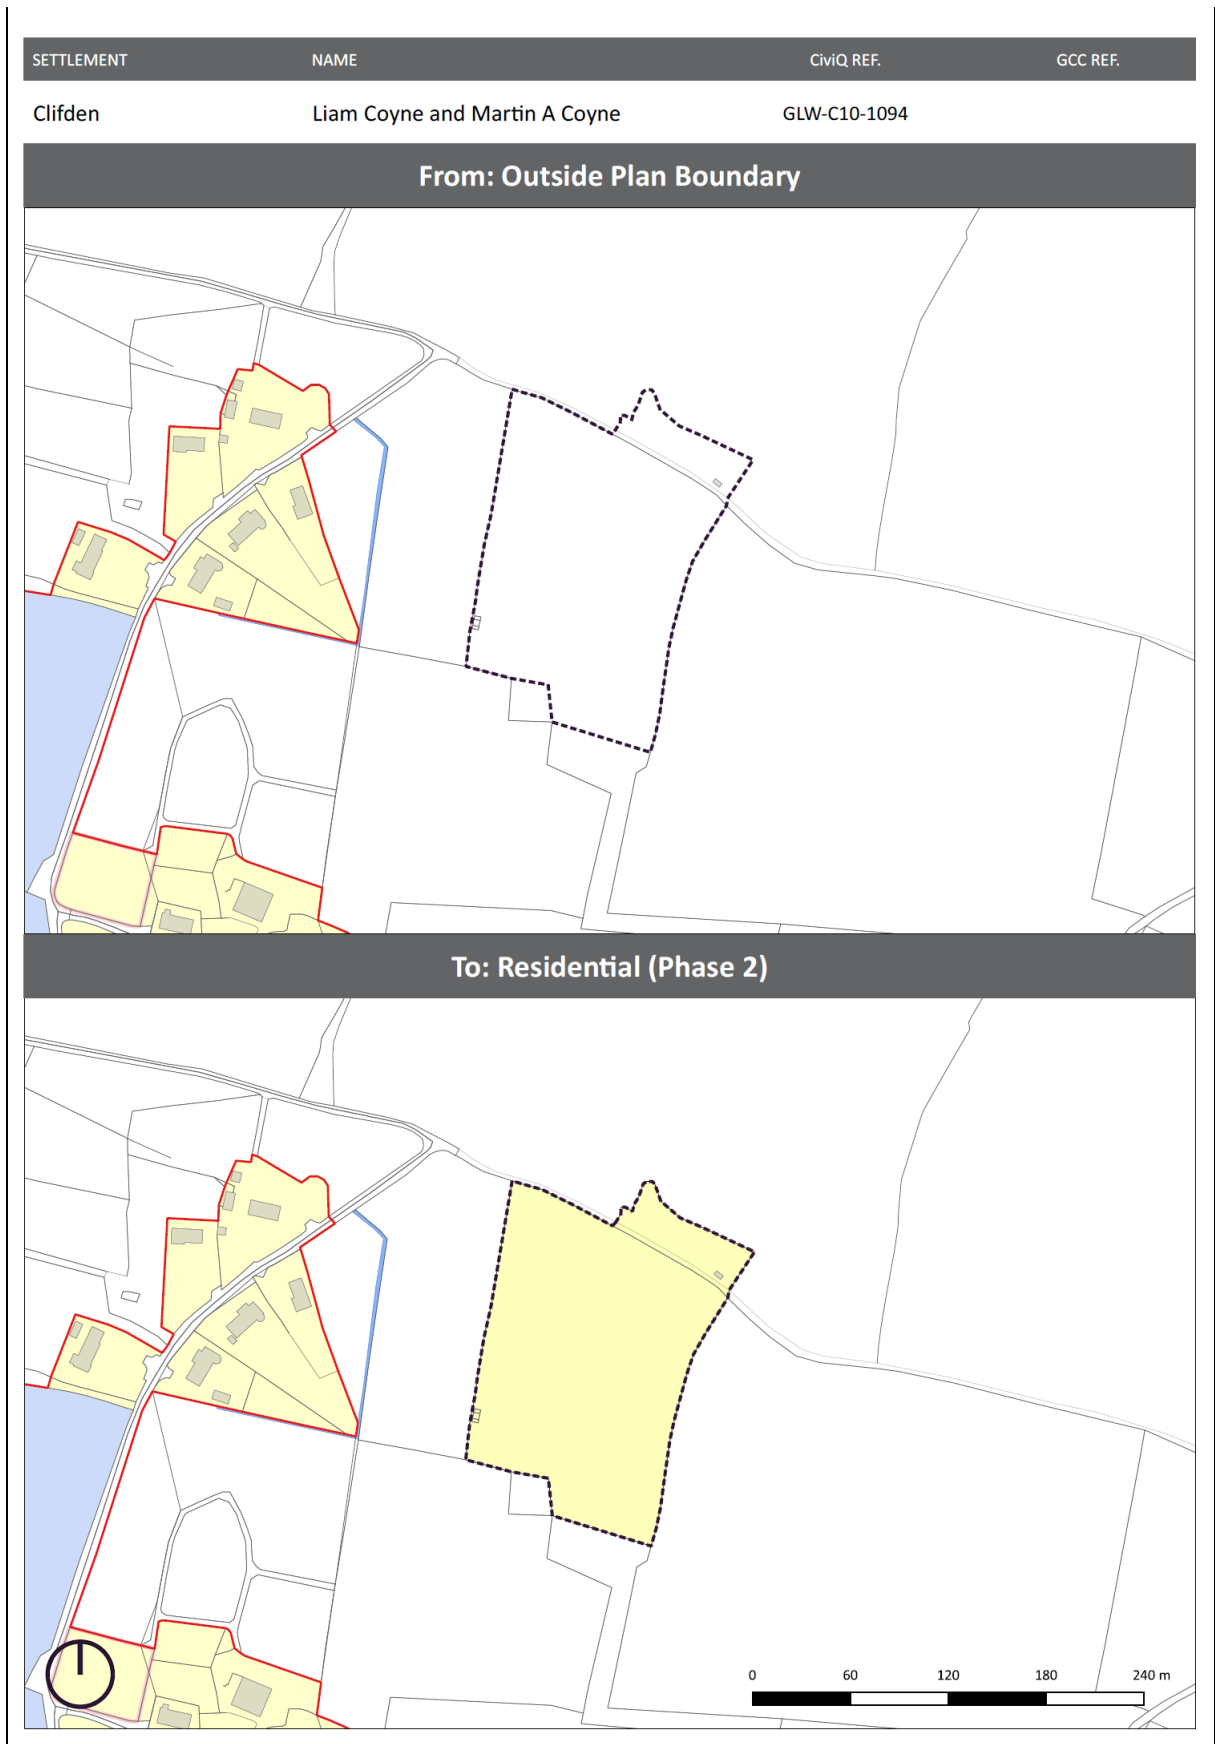 SETTLEMENT NAME CiviQ REF. GCC REF.
Clifden Liam Coyne and Martin A Coyne GLW-C10-1094
From: Outside Plan Boundary
To: Residential (Phase 2)
0 60 120 180 240 m